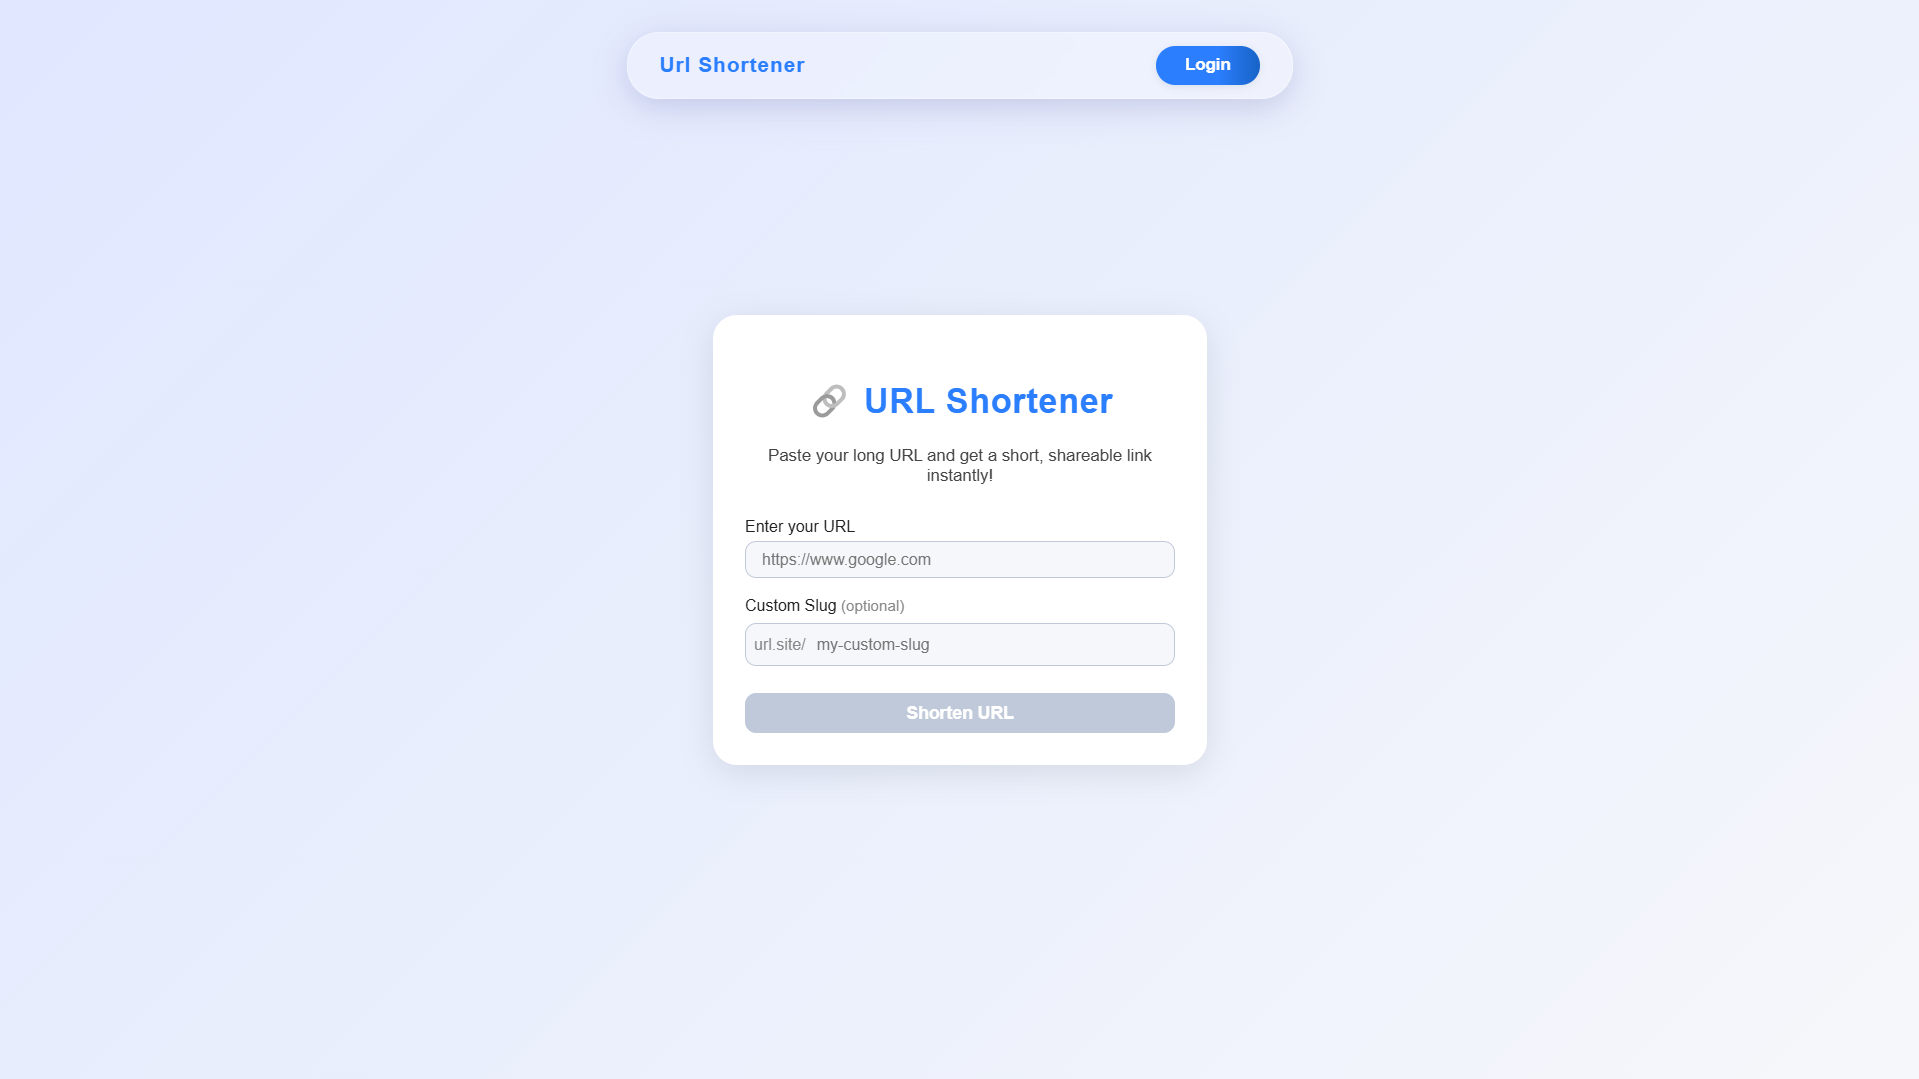 Url Shortener
Login
URL Shortener
Paste your long URL and get a short, shareable link
instantly!
Enter your URL
https://www.google.com
Custom Slug (optional)
url.site/ my-custom-slug
Shorten URL